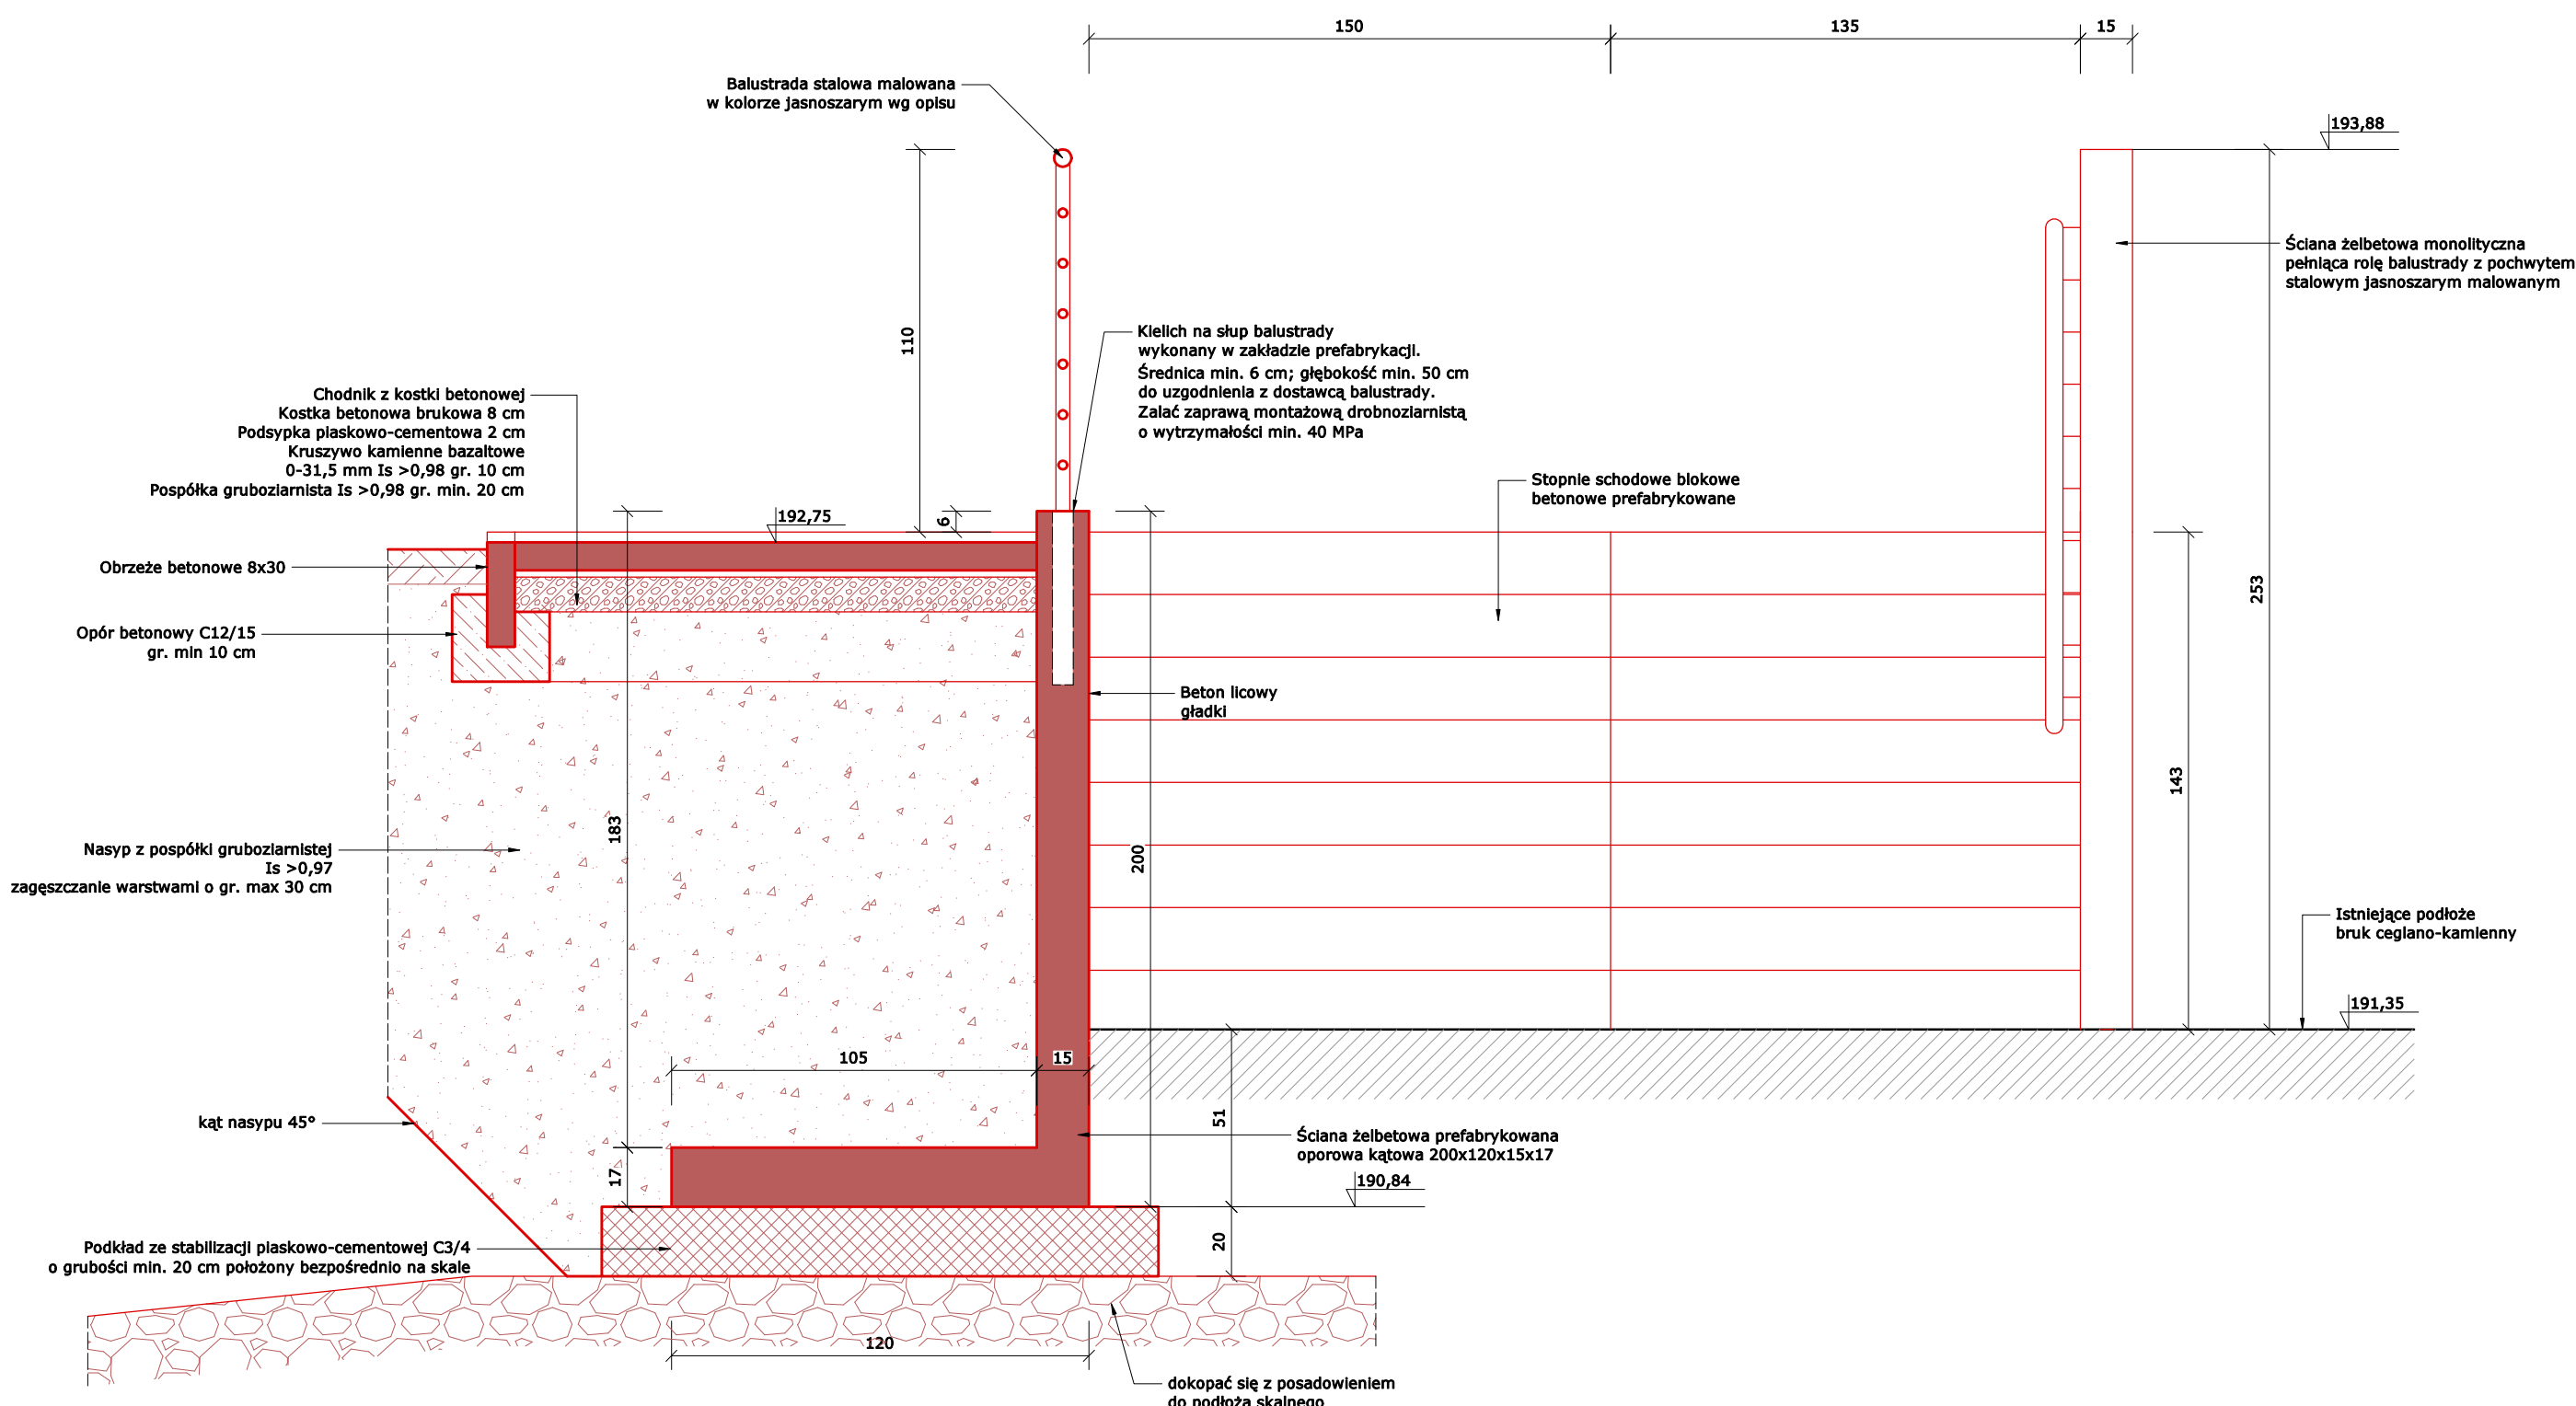 150
135
15
Balustrada stalowa malowana
w kolorze jasnoszarym wg opisu
193,88
Ściana żelbetowa monolityczna
pełniąca rolę balustrady z pochwytem
stalowym jasnoszarym malowanym
110
Kielich na słup balustrady
wykonany w zakładzie prefabrykacji.
Średnica min. 6 cm; głębokość min. 50 cm
do uzgodnienia z dostawcą balustrady.
Zalać zaprawą montażową drobnoziarnistą
o wytrzymałości min. 40 MPa
Chodnik z kostki betonowej
Kostka betonowa brukowa 8 cm
Podsypka piaskowo-cementowa 2 cm
Kruszywo kamienne bazaltowe
0-31,5 mm Is >0,98 gr. 10 cm
Pospółka gruboziarnista Is >0,98 gr. min. 20 cm
Stopnie schodowe blokowe
betonowe prefabrykowane
192,75
6
Obrzeże betonowe 8x30
253
Opór betonowy C12/15
gr. min 10 cm
Beton licowy
gładki
143
183
200
Nasyp z pospółki gruboziarnistej
Is >0,97
zagęszczanie warstwami o gr. max 30 cm
Istniejące podłoże
bruk ceglano-kamienny
191,35
105
15
kąt nasypu 45°
51
Ściana żelbetowa prefabrykowana
oporowa kątowa 200x120x15x17
17
190,84
Podkład ze stabilizacji piaskowo-cementowej C3/4
o grubości min. 20 cm położony bezpośrednio na skale
20
120
dokopać się z posadowieniem
do podłoża skalnego